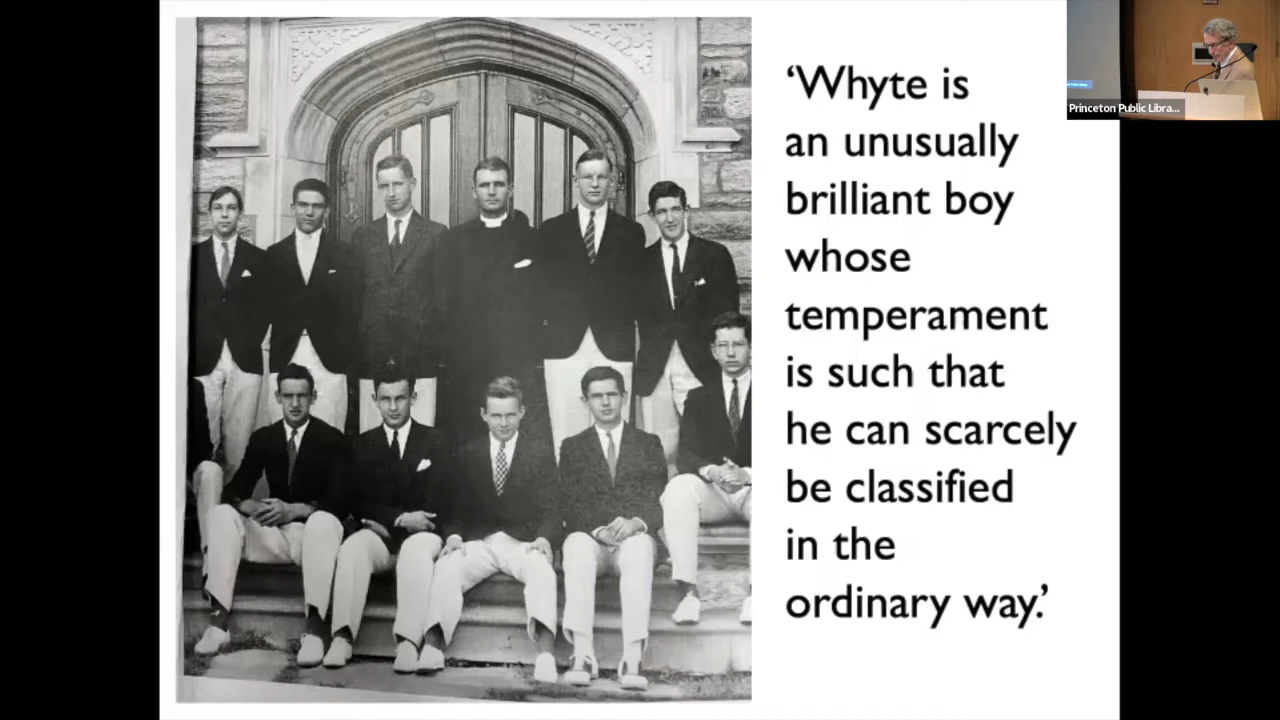 ‘Whyte is
an unusually
brilliant boy
whose
temperament
is such that
he can scarcely
be classified
in the
ordinary way.’
Princeton Public Libra...